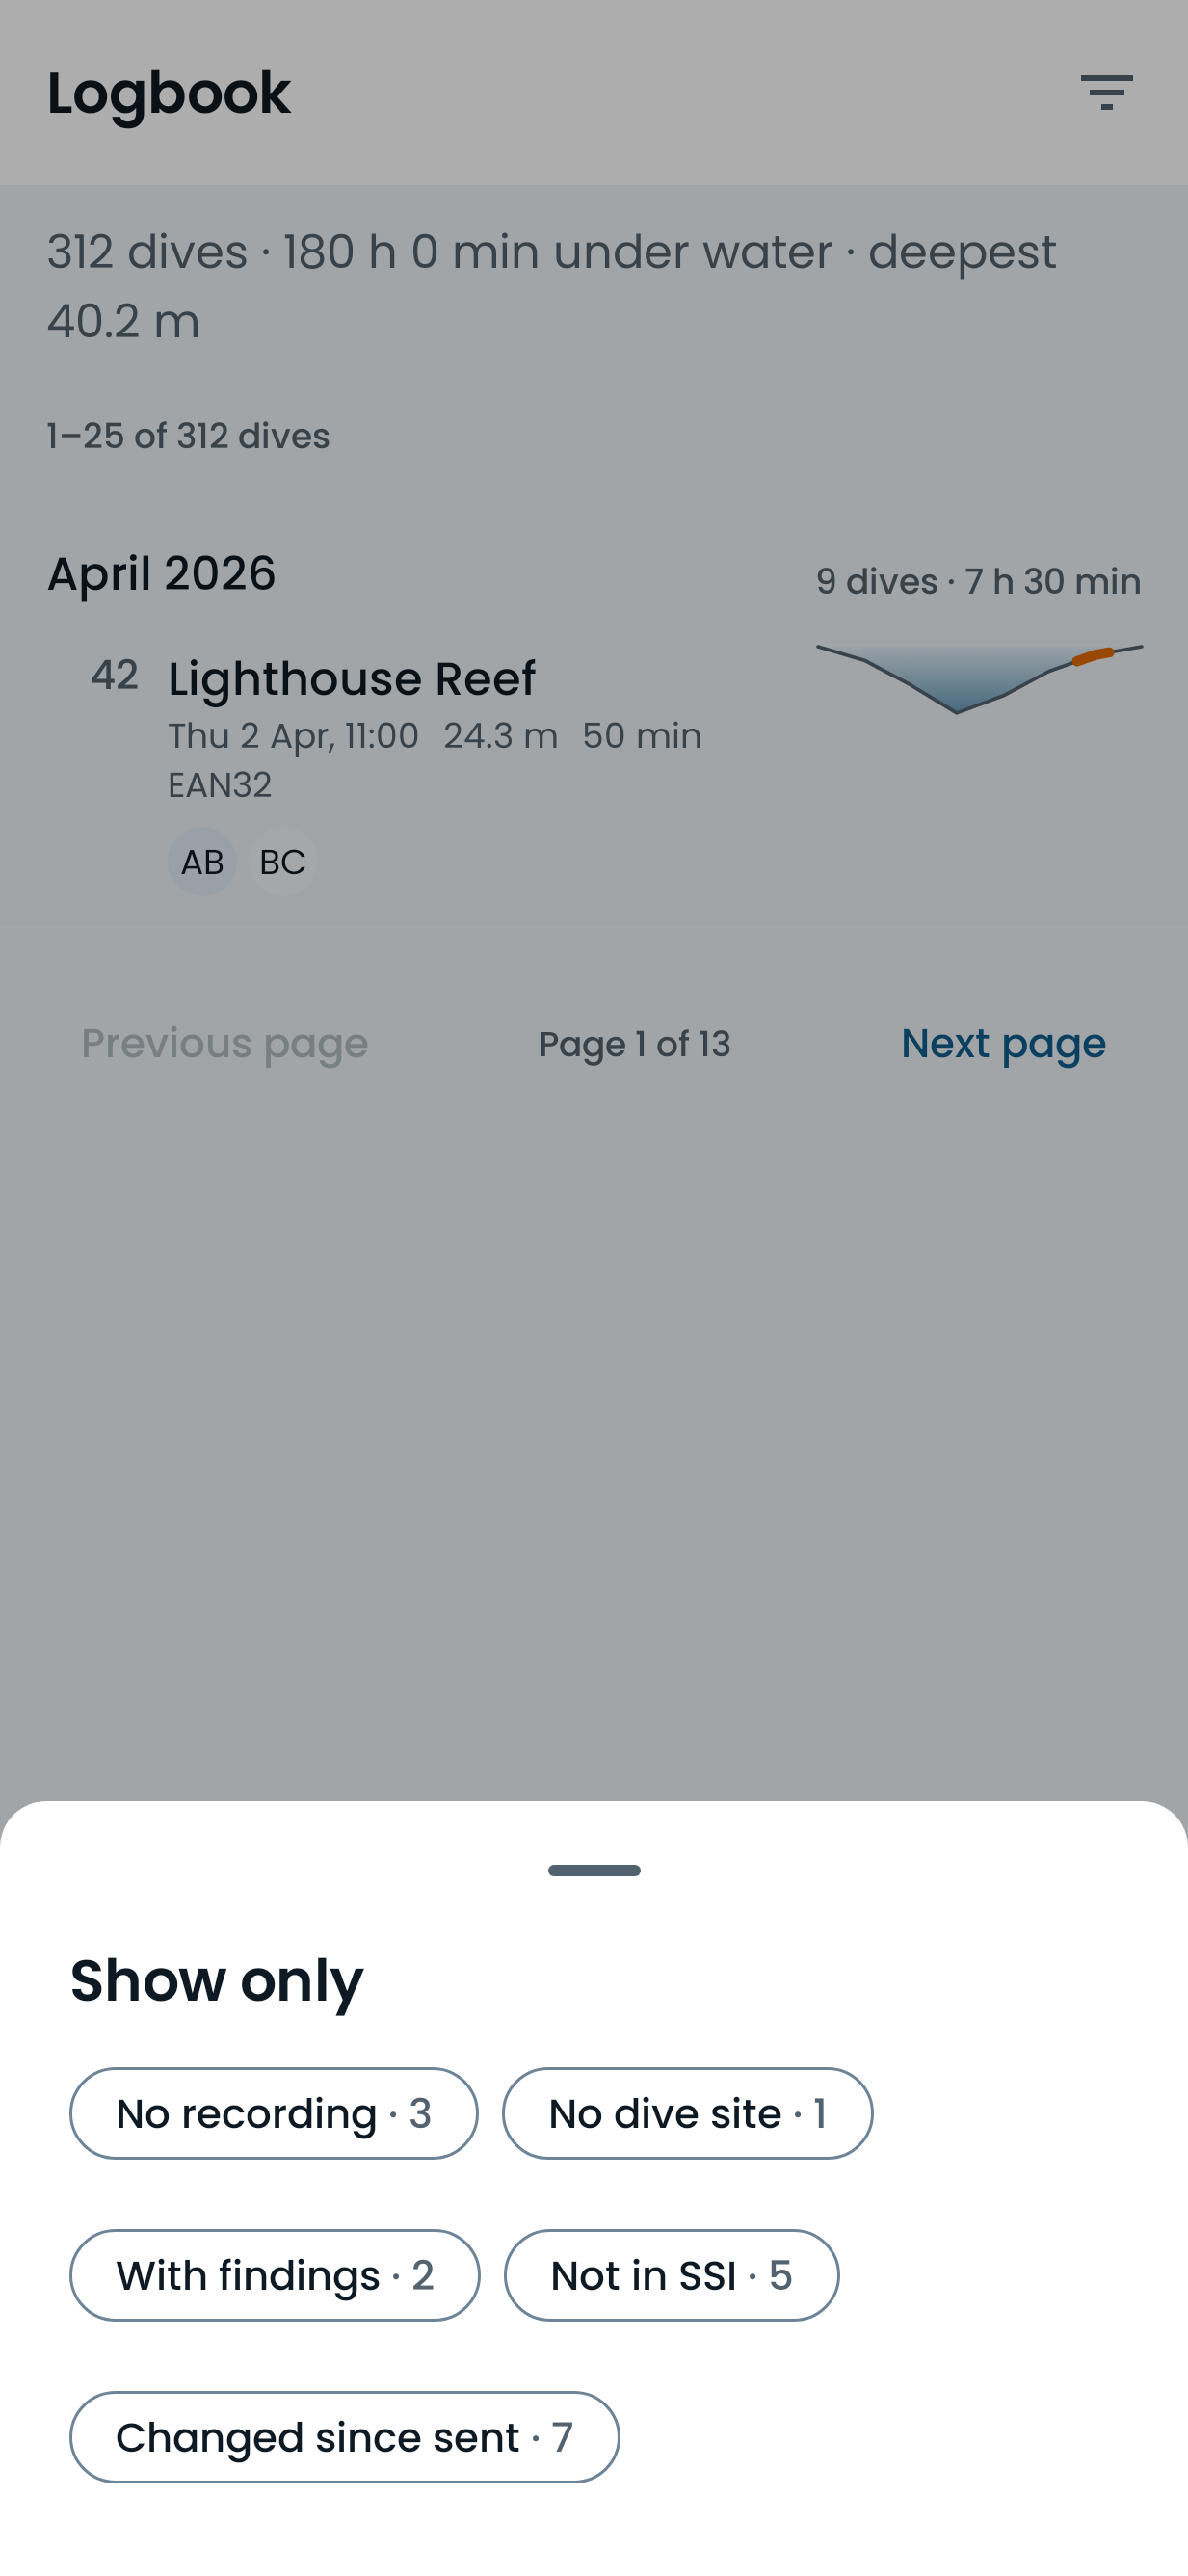 Logbook
312 dives · 180 h 0 min under water · deepest
40.2 m
1–25 of 312 dives
April 2026
9 dives · 7 h 30 min
42
Lighthouse Reef
Thu 2 Apr, 11:00 24.3 m 50 min
EAN32
AB BC
Previous page
Page 1 of 13
Next page
Show only
No recording · 3
No dive site · 1
With findings · 2
Not in SSI · 5
Changed since sent · 7